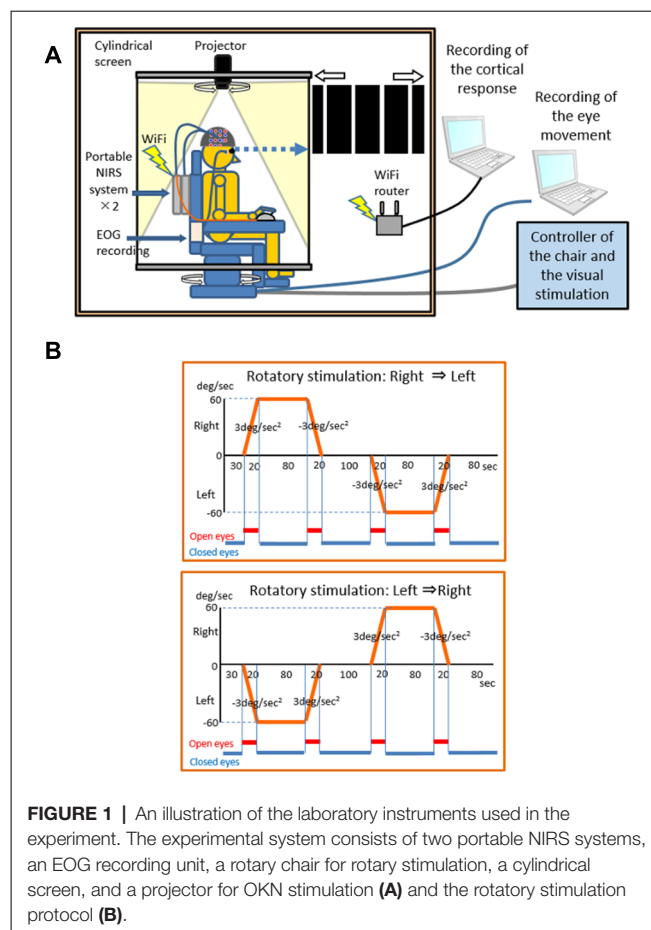 A
Cylindrical
screen
Projector
WiFi
Portable
NIRS
system
×2
EOG
recording
WiFi
router
Recording of
the cortical
response
Recording of
the eye
movement
Controller of
the chair and
the visual
stimulation
B
Rotatory stimulation: Right ⇒ Left
deg/sec
60
Right
3deg/sec²
-3deg/sec²
0
30 20 80 20 100 20 80 20 80 sec
-3deg/sec²
3deg/sec²
Left
-60
Open eyes
Closed eyes
Rotatory stimulation: Left ⇒Right
deg/sec
60
Right
3deg/sec²
-3deg/sec²
0
30 20 80 20 100 20 80 20 80
sec
Left
-3deg/sec²
3deg/sec²
-60
Open eyes
Closed eyes
FIGURE 1 | An illustration of the laboratory instruments used in the
experiment. The experimental system consists of two portable NIRS systems,
an EOG recording unit, a rotary chair for rotary stimulation, a cylindrical
screen, and a projector for OKN stimulation (A) and the rotatory stimulation
protocol (B).